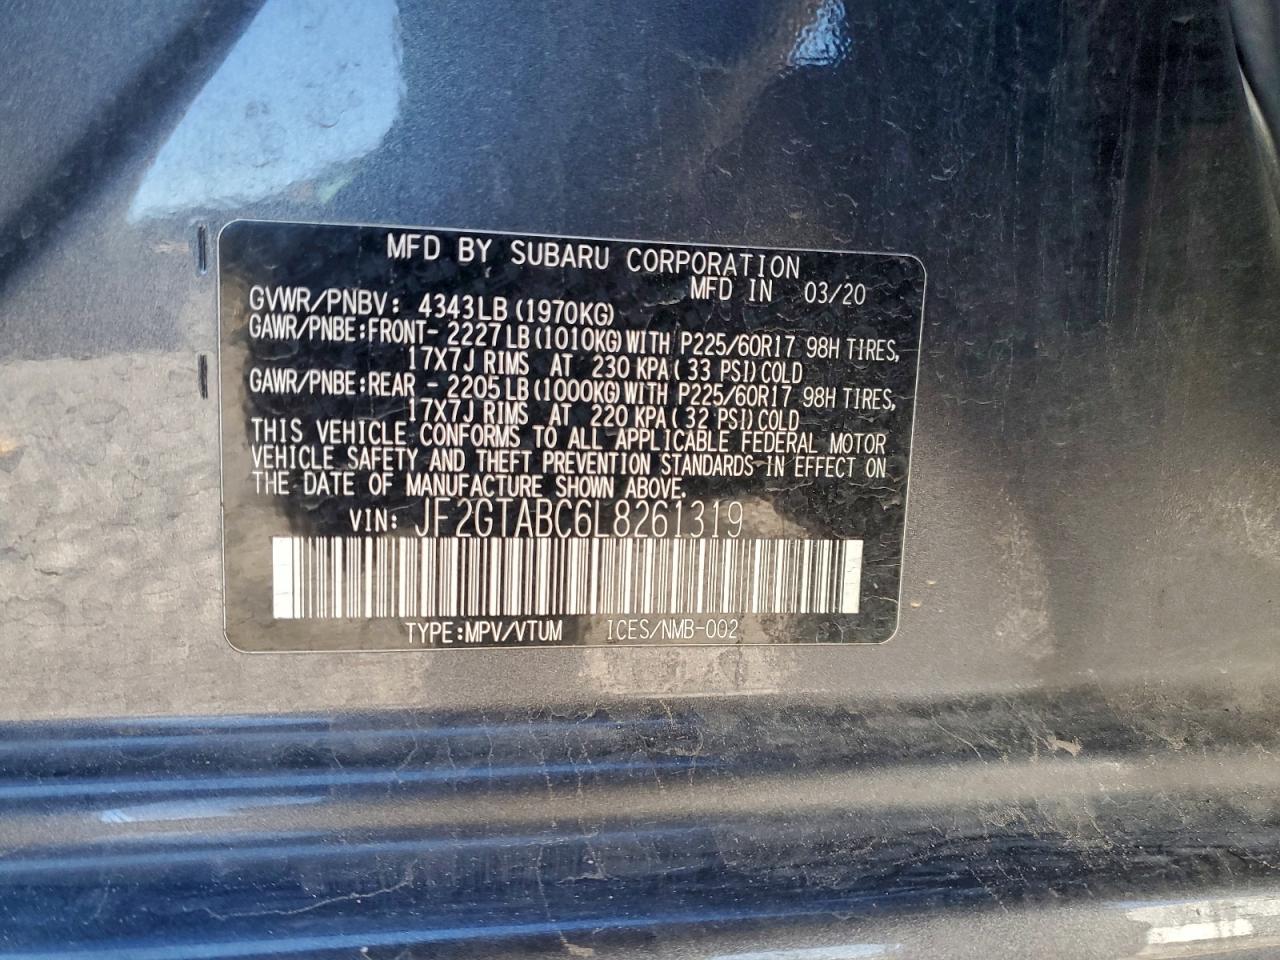 MFD BY SUBARU CORPORATION
MFD IN 03/20
GVWR/PNBV: 4343LB(1970KG)
GAWR/PNBE:FRONT- 2227LB(1010KG)WITH P225/60R17 98H TIRES,
17X7J RIMS AT 230 KPA( 33 PSI)COLD
GAWR/PNBE:REAR - 2205LB(1000KG)WITH P225/60R17 98H TIRES,
17X7J RIMS AT 220 KPA( 32 PSI)COLD
THIS VEHICLE CONFORMS TO ALL APPLICABLE FEDERAL MOTOR
VEHICLE SAFETY AND THEFT PREVENTION STANDARDS IN EFFECT ON
THE DATE OF MANUFACTURE SHOWN ABOVE.
VIN: JF2GTABC6L8261319
TYPE:MPV/VTUM ICES/NMB-002